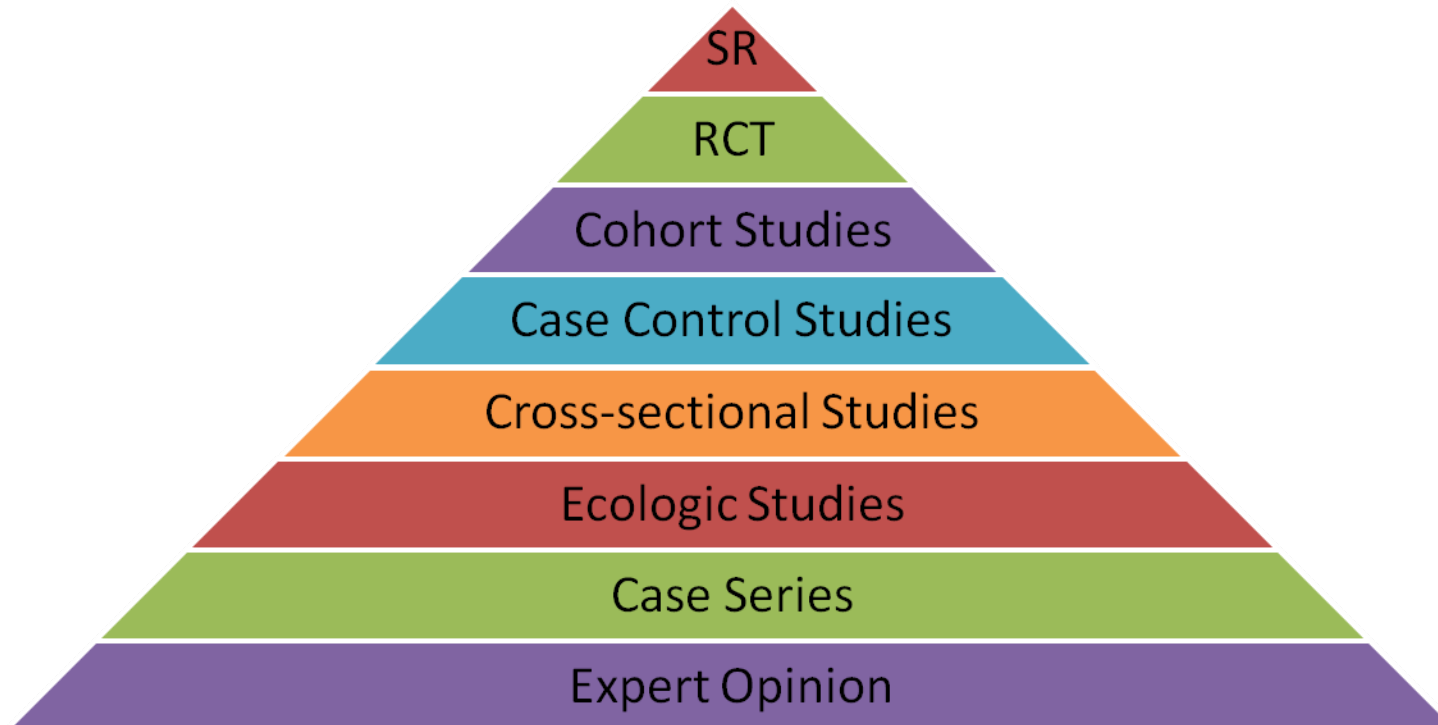 SR
RCT
Cohort Studies
Case Control Studies
Cross-sectional Studies
Ecologic Studies
Case Series
Expert Opinion